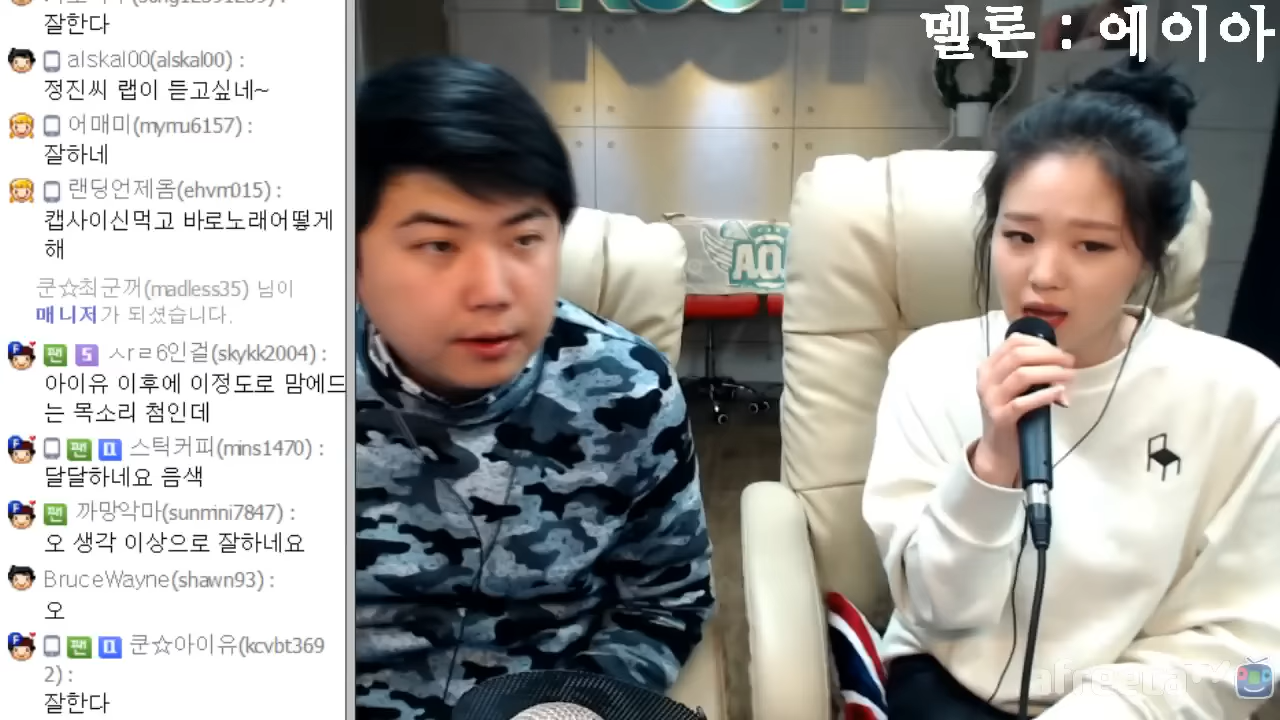 잘한다
alskal00(alskal00) :
정진씨 랩이 듣고싶네~
어매미(mymu6157) :
잘하네
랜딩언제옴(ehvm015) :
캡사이신먹고 바로노래어떻게
해
쿤☆최군꺼(madless35) 님이
매니저가 되셨습니다.
팬 S ㅅrㄹ6인걸(skykk2004) :
아이유 이후에 이정도로 맘에드
는 목소리 첨인데
팬 스틱커피(mins1470) :
달달하네요 음색
팬 까망악마(sunmini7847) :
오 생각 이상으로 잘하네요
BruceWayne(shawn93) :
오
팬 쿤☆아이유(kcvbt369
2) :
잘한다
멜론 : 에이아
AQ
afreecaTV